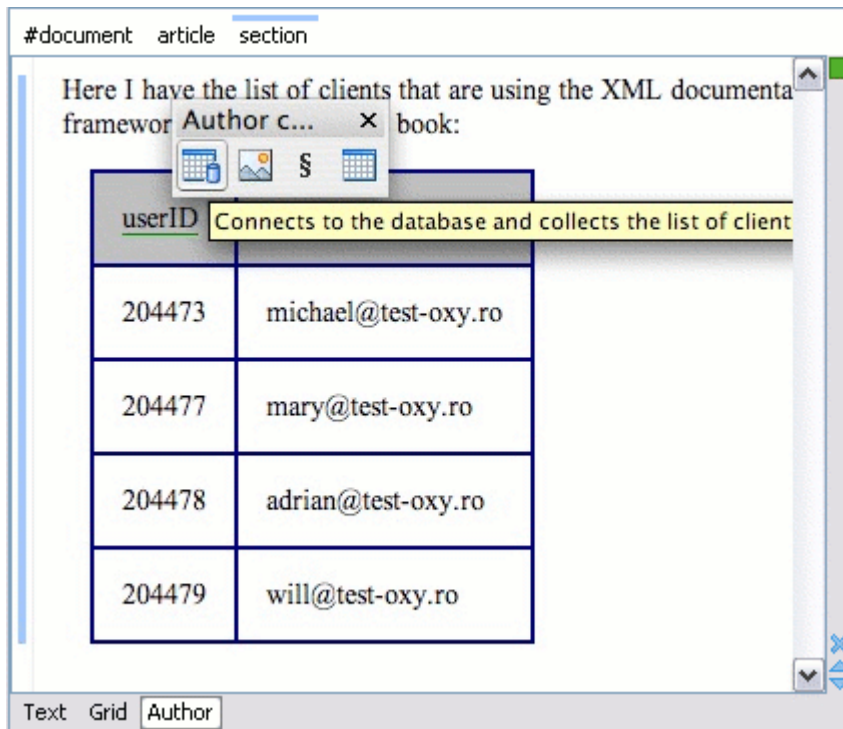 #document article section
Here I have the list of clients that are using the XML documenta
framewor book:
Author c... ×
§
userID
Connects to the database and collects the list of client
204473 michael@test-oxy.ro
204477 mary@test-oxy.ro
204478 adrian@test-oxy.ro
204479 will@test-oxy.ro
Text Grid Author